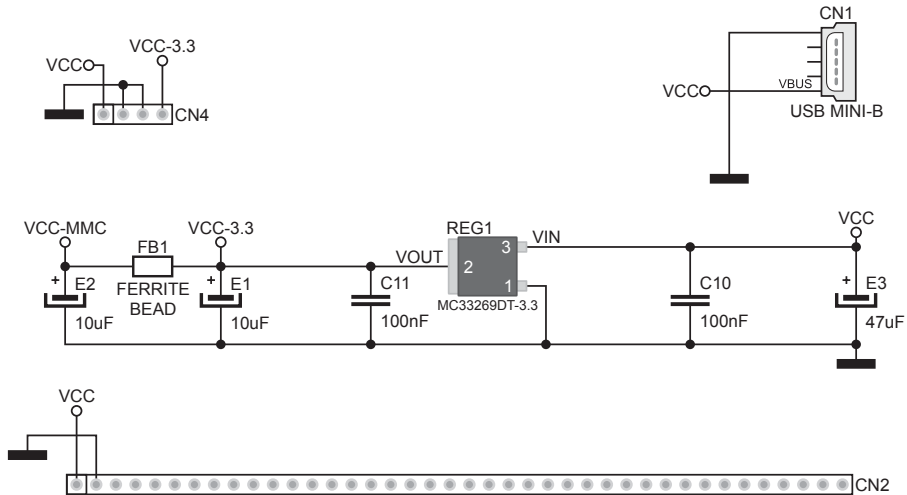 CN1
VCC-3.3
VCC
CN4
VCC
VBUS
USB MINI-B
VCC-MMC
FB1
VCC-3.3
REG1
VCC
VOUT
3
VIN
2
+
E2
FERRITE
BEAD
+
E1
C11
1
C10
+
E3
MC33269DT-3.3
10uF
10uF
100nF
100nF
47uF
VCC
CN2